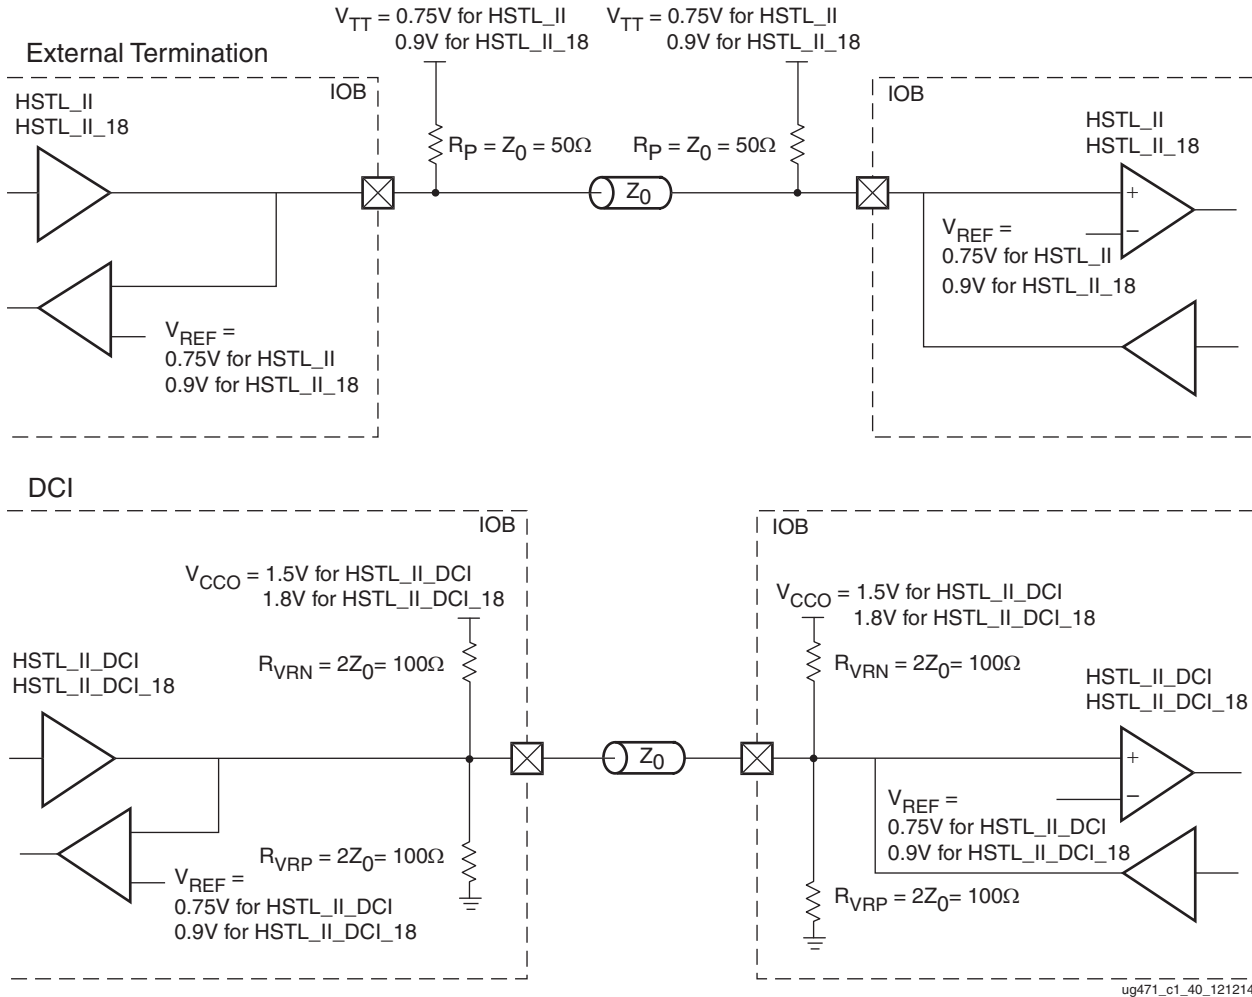 V_TT = 0.75V for HSTL_II
0.9V for HSTL_II_18
V_TT = 0.75V for HSTL_II
0.9V for HSTL_II_18
External Termination
IOB
HSTL_II
HSTL_II_18
R_P = Z_0 = 50Ω
R_P = Z_0 = 50Ω
Z_0
IOB
HSTL_II
HSTL_II_18
+
−
V_REF =
0.75V for HSTL_II
0.9V for HSTL_II_18
V_REF =
0.75V for HSTL_II
0.9V for HSTL_II_18
DCI
IOB
V_CCO = 1.5V for HSTL_II_DCI
1.8V for HSTL_II_DCI_18
R_VRN = 2Z_0= 100Ω
HSTL_II_DCI
HSTL_II_DCI_18
R_VRP = 2Z_0= 100Ω
V_REF =
0.75V for HSTL_II_DCI
0.9V for HSTL_II_DCI_18
Z_0
IOB
V_CCO = 1.5V for HSTL_II_DCI
1.8V for HSTL_II_DCI_18
R_VRN = 2Z_0= 100Ω
HSTL_II_DCI
HSTL_II_DCI_18
+
−
V_REF =
0.75V for HSTL_II_DCI
0.9V for HSTL_II_DCI_18
R_VRP = 2Z_0= 100Ω
ug471_c1_40_121214